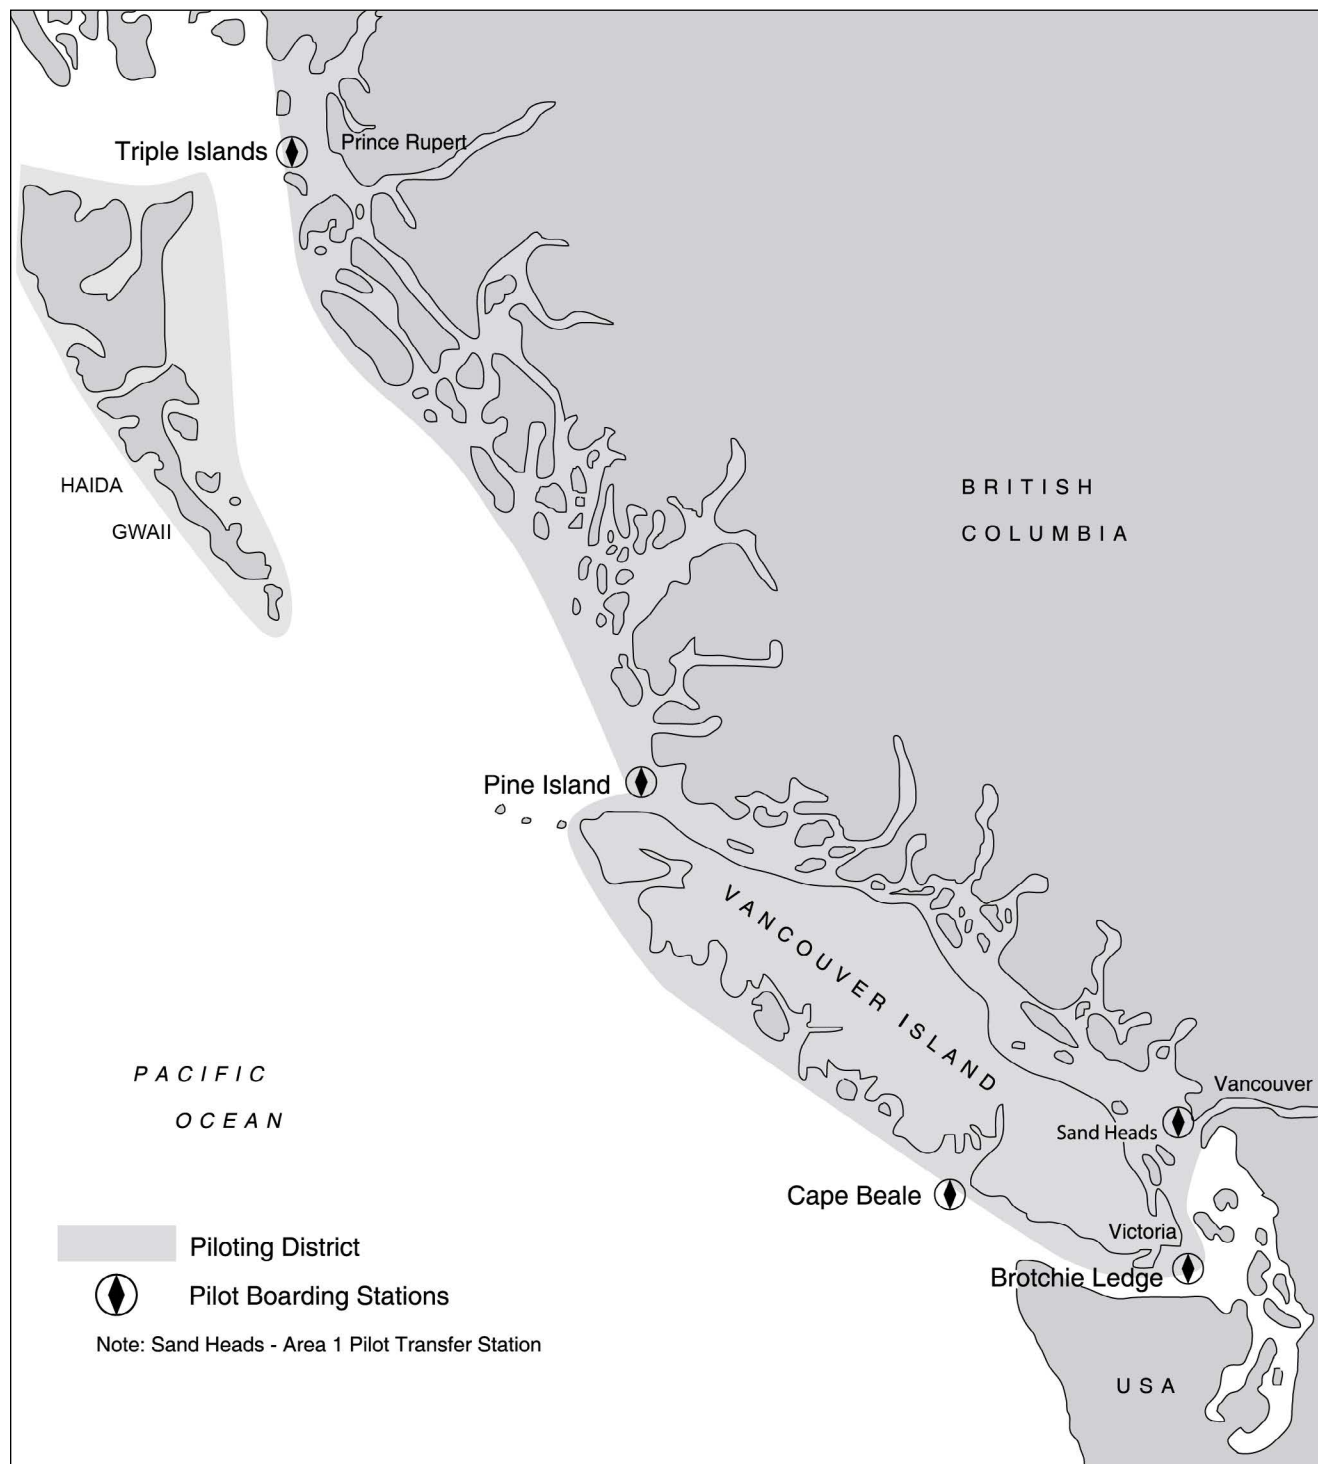 Triple Islands
Prince Rupert
HAIDA
GWAII
BRITISH
COLUMBIA
Pine Island
VANCOUVER ISLAND
PACIFIC
OCEAN
Vancouver
Sand Heads
Cape Beale
Victoria
Brotchie Ledge
Piloting District
Pilot Boarding Stations
Note: Sand Heads - Area 1 Pilot Transfer Station
USA